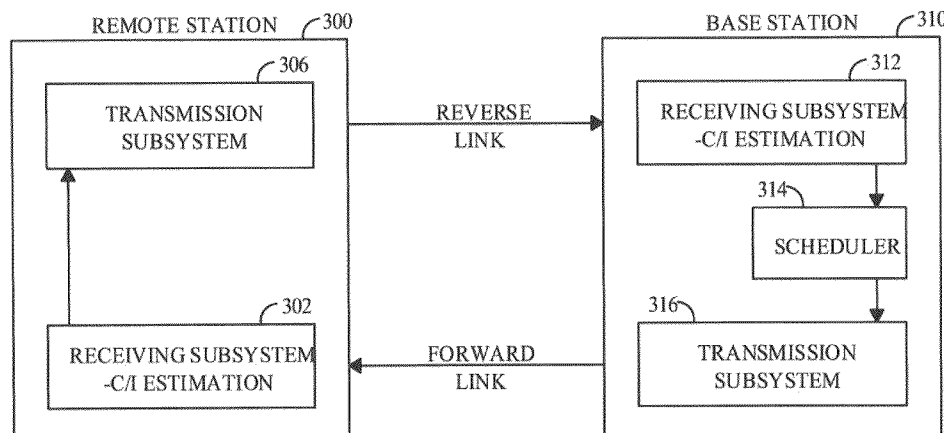 REMOTE STATION
300
BASE STATION
310
306
TRANSMISSION
SUBSYSTEM
REVERSE
LINK
312
RECEIVING SUBSYSTEM
-C/I ESTIMATION
314
SCHEDULER
302
RECEIVING SUBSYSTEM
-C/I ESTIMATION
FORWARD
LINK
316
TRANSMISSION
SUBSYSTEM